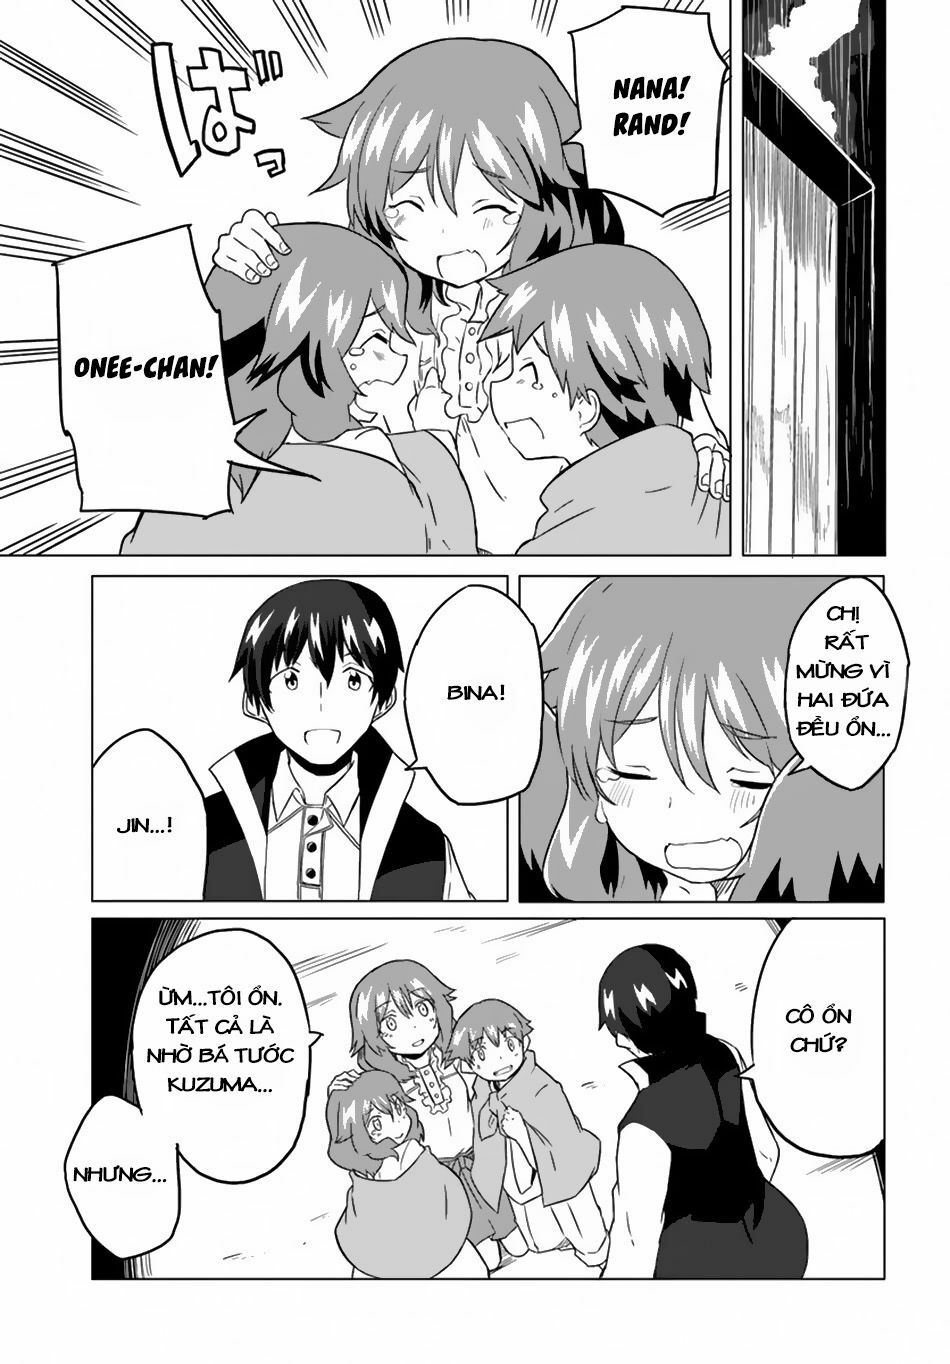 NANA!
RAND!
ばっ
ONEE-CHAN!
CHỊ
RẤT
MỪNG VÌ
HAI ĐỨA
ĐỀU ỔN...
BINA!
JIN...!
CÔ ỔN
CHỨ?
ỪM...TÔI ỔN.
TẤT CẢ LÀ
NHỜ BÁ TƯỚC
KUZUMA...
NHƯNG...